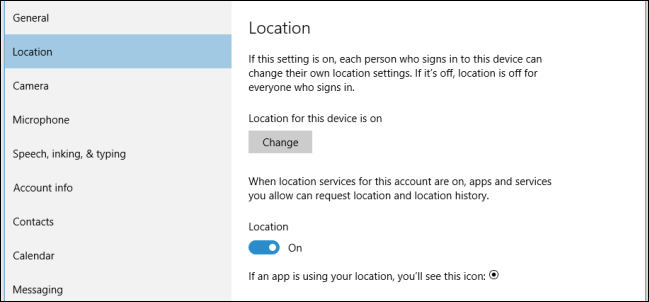 General
Location
Camera
Microphone
Speech, inking, & typing
Account info
Contacts
Calendar
Messaging
Location
If this setting is on, each person who signs in to this device can
change their own location settings. If it's off, location is off for
everyone who signs in.
Location for this device is on
Change
When location services for this account are on, apps and services
you allow can request location and location history.
Location
On
If an app is using your location, you'll see this icon: